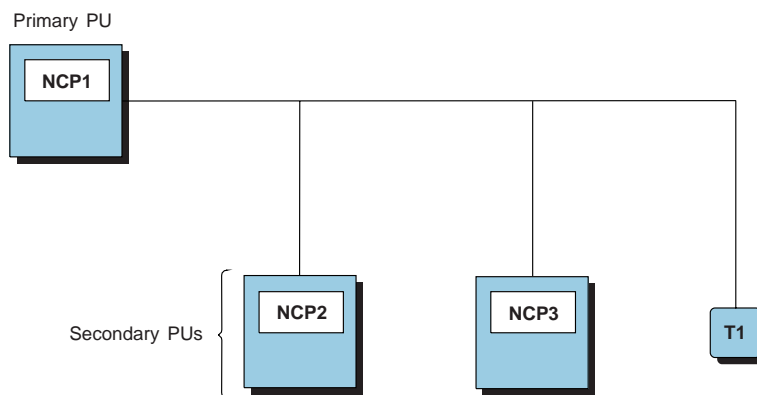 Primary PU
NCP1
NCP2
NCP3
T1
Secondary PUs